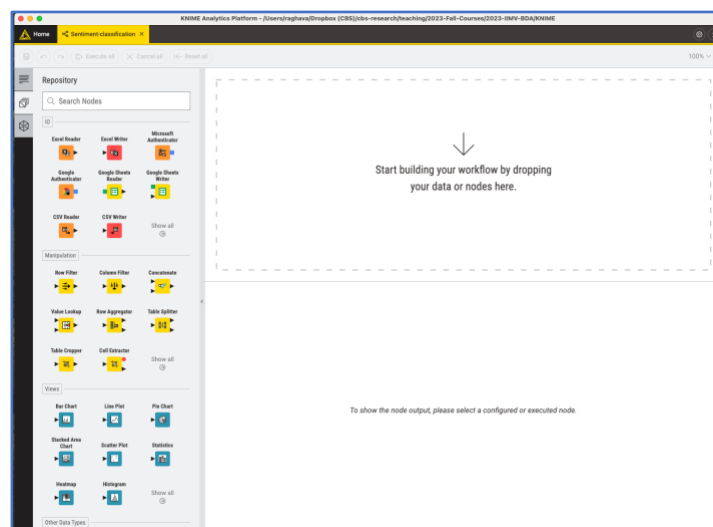 KNIME Analytics Platform - /Users/raghava/Dropbox (CBS)/cbs-research/teaching/2023-Fall-Courses/2023-IIMV-BDA/KNIME
Home
Sentiment-classification
Execute all
Cancel all
Reset all
100%
Repository
Search Nodes
IO
Excel Reader
Excel Writer
Microsoft
Authenticator
Google
Authenticator
Google Sheets
Reader
Google Sheets
Writer
CSV Reader
CSV Writer
Show all
Manipulation
Row Filter
Column Filter
Concatenate
Value Lookup
Row Aggregator
Table Splitter
Table Cropper
Cell Extractor
Show all
Views
Bar Chart
Line Plot
Pie Chart
Stacked Area
Chart
Scatter Plot
Statistics
Heatmap
Histogram
Show all
Other Data Types
Start building your workflow by dropping
your data or nodes here.
To show the node output, please select a configured or executed node.